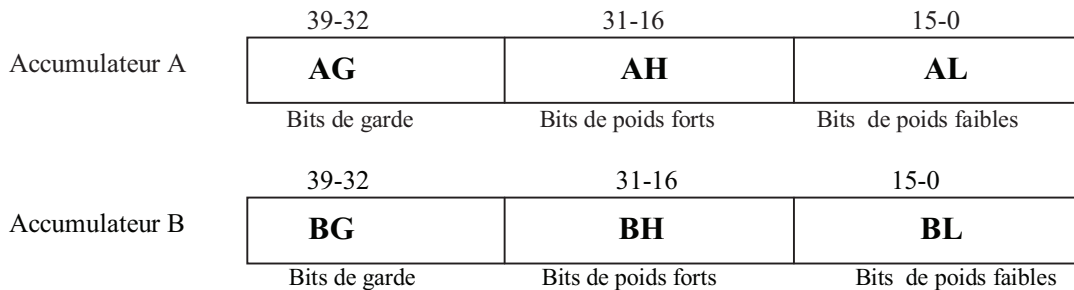 39-32 31-16 15-0
Accumulateur A AG AH AL
Bits de garde Bits de poids forts Bits de poids faibles
39-32 31-16 15-0
Accumulateur B BG BH BL
Bits de garde Bits de poids forts Bits de poids faibles